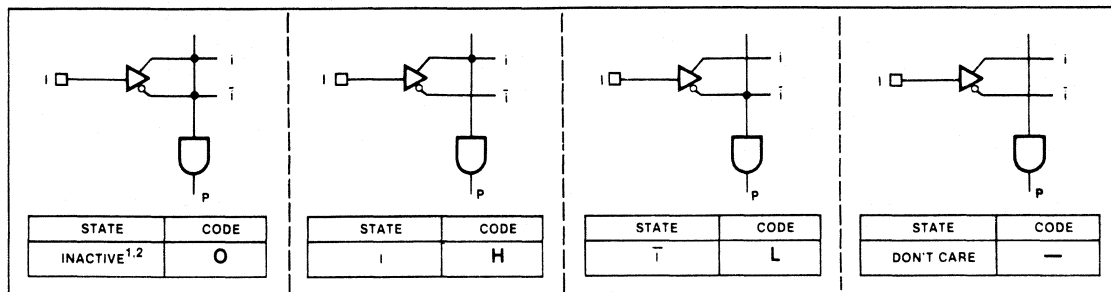 I
i
i̅
P
STATE CODE
INACTIVE1,2 O
I
i
i̅
P
STATE CODE
I H
I
i
i̅
P
STATE CODE
i̅ L
I
i
i̅
P
STATE CODE
DON'T CARE —